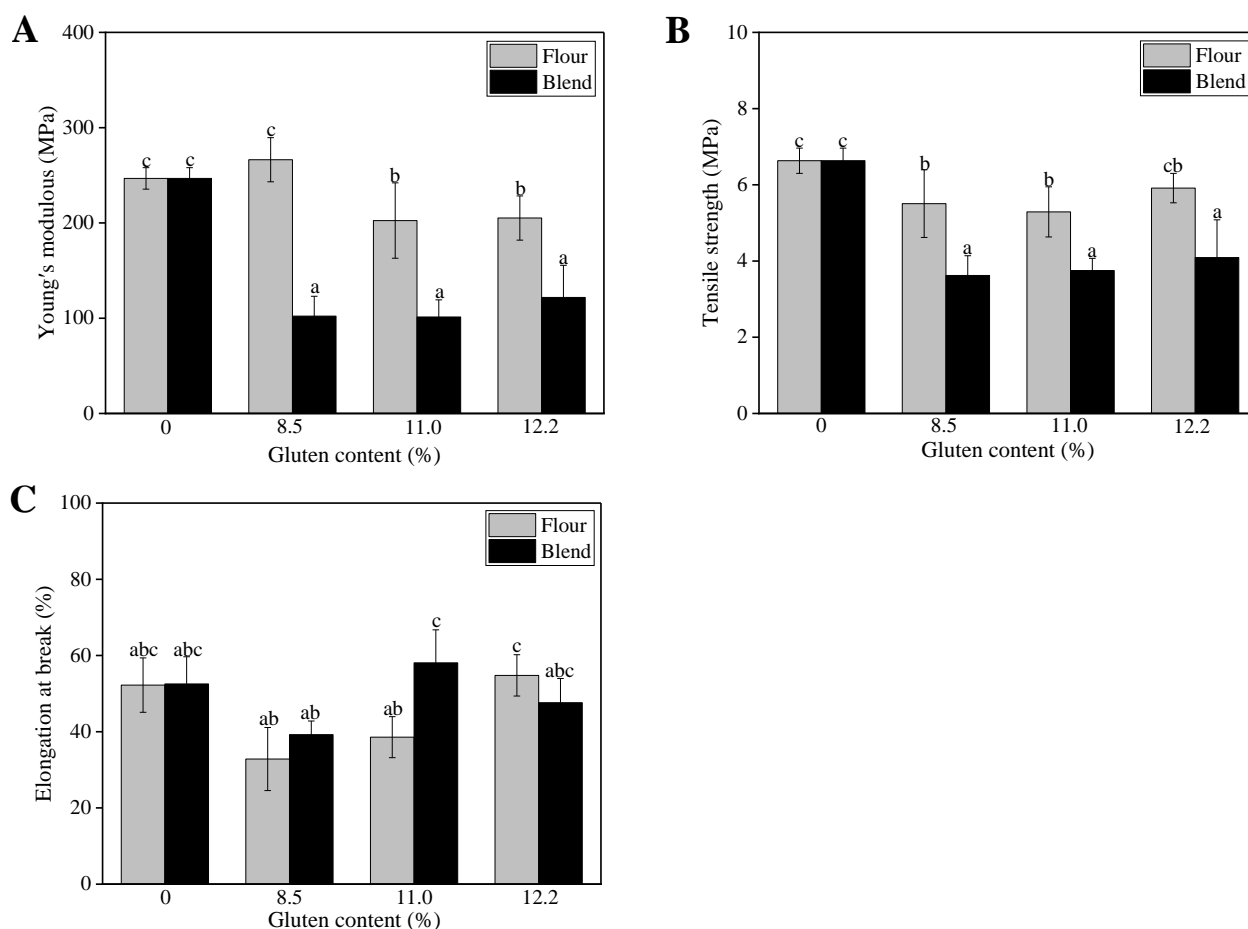 A
Young's modulous (MPa)
400
300
200
100
0
Flour
Blend
c c c b b
a a a
0 8.5 11.0 12.2
Gluten content (%)
B
Tensile strength (MPa)
10
8
6
4
2
0
Flour
Blend
c c b b cb
a a a
0 8.5 11.0 12.2
Gluten content (%)
C
Elongation at break (%)
100
80
60
40
20
0
Flour
Blend
abc abc ab ab ab c c abc
0 8.5 11.0 12.2
Gluten content (%)